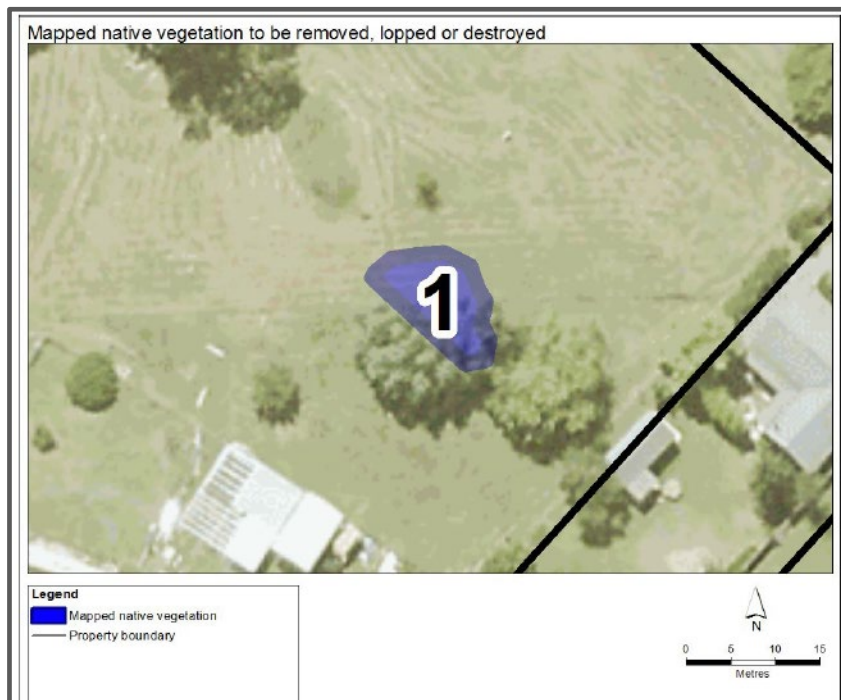 Mapped native vegetation to be removed, lopped or destroyed
1
Legend
Mapped native vegetation
Property boundary
N
0 5 10 15
Metres